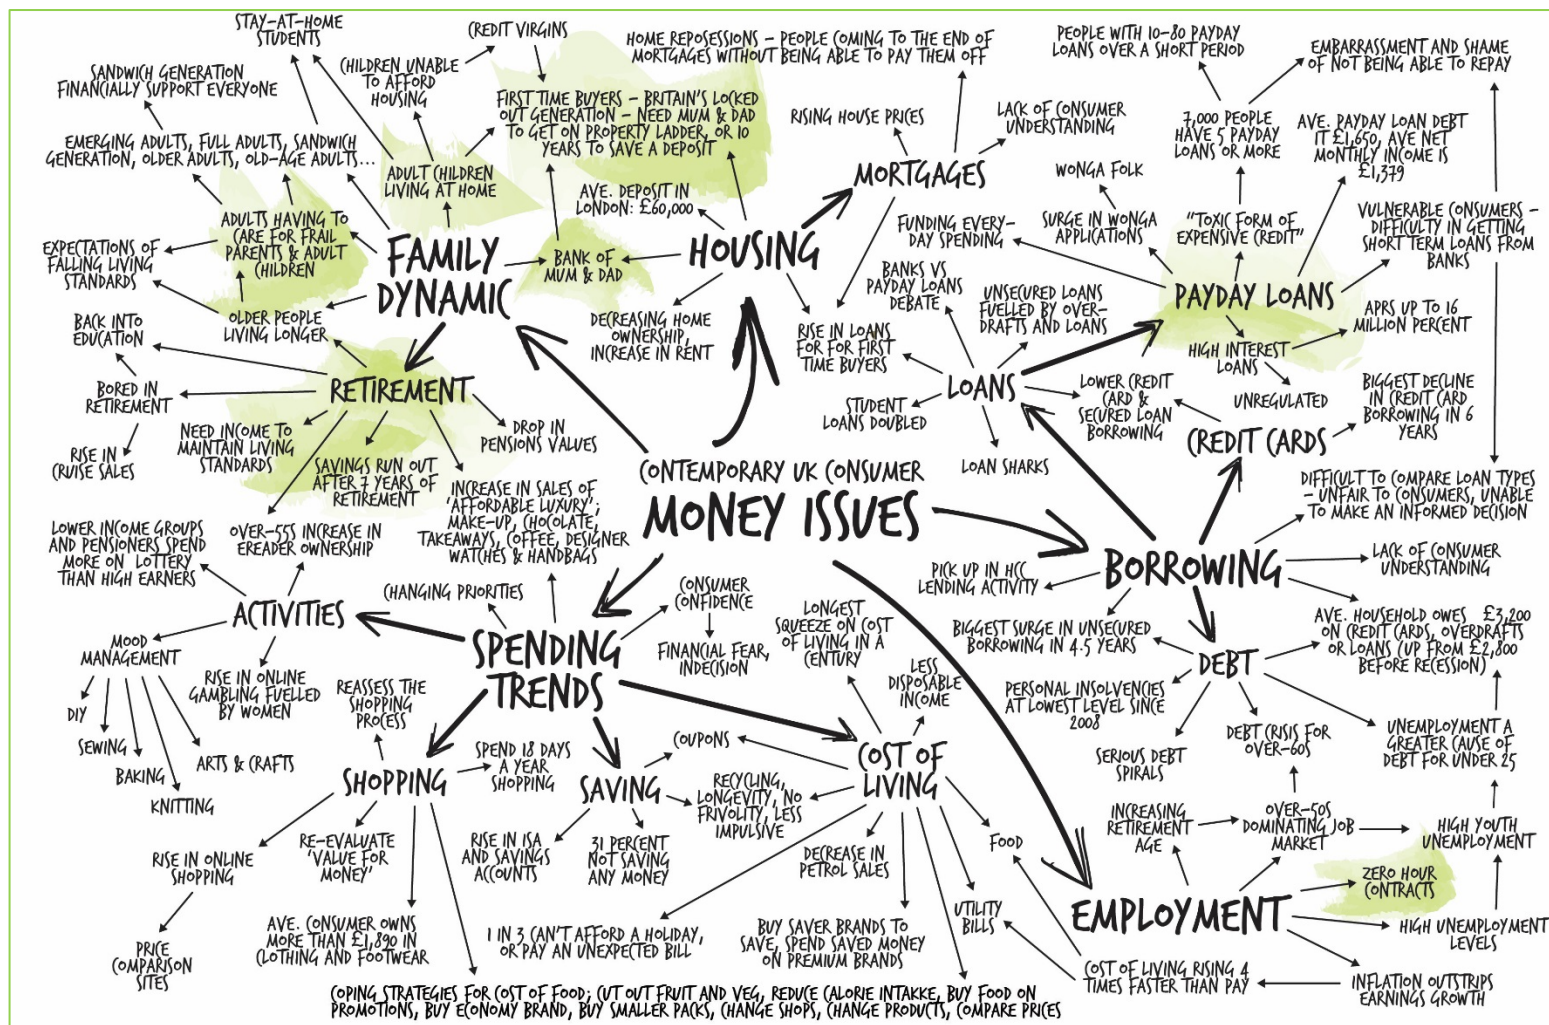 STAY-AT-HOME
STUDENTS
CREDIT VIRGINS
SANDWICH GENERATION
FINANCIALLY SUPPORT EVERYONE
CHILDREN UNABLE
TO AFFORD
HOUSING
EMERGING ADULTS, FULL ADULTS, SANDWICH
GENERATION, OLDER ADULTS, OLD-AGE ADULTS...
FIRST TIME BUYERS – BRITAIN'S LOCKED
OUT GENERATION – NEED MUM & DAD
TO GET ON PROPERTY LADDER, OR 10
YEARS TO SAVE A DEPOSIT
ADULT CHILDREN
LIVING AT HOME
ADULTS HAVING TO
CARE FOR FRAIL
PARENTS & ADULT
CHILDREN
EXPECTATIONS OF
FALLING LIVING
STANDARDS
FAMILY
DYNAMIC
BANK OF
MUM & DAD
OLDER PEOPLE
LIVING LONGER
BACK INTO
EDUCATION
BORED IN
RETIREMENT
RISE IN
CRUISE SALES
RETIREMENT
NEED INCOME TO
MAINTAIN LIVING
STANDARDS
SAVINGS RUN OUT
AFTER 7 YEARS OF
RETIREMENT
DROP IN
PENSIONS VALUES
INCREASE IN SALES OF
'AFFORDABLE LUXURY';
MAKE-UP, CHOCOLATE,
TAKEAWAYS, COFFEE, DESIGNER
WATCHES & HANDBAGS
OVER-55S INCREASE IN
EREADER OWNERSHIP
LOWER INCOME GROUPS
AND PENSIONERS SPEND
MORE ON LOTTERY
THAN HIGH EARNERS
HOME REPOSESSIONS – PEOPLE COMING TO THE END OF
MORTGAGES WITHOUT BEING ABLE TO PAY THEM OFF
RISING HOUSE PRICES
LACK OF CONSUMER
UNDERSTANDING
MORTGAGES
AVE. DEPOSIT IN
LONDON: £60,000
HOUSING
DECREASING HOME
OWNERSHIP,
INCREASE IN RENT
RISE IN LOANS
FOR FOR FIRST
TIME BUYERS
PEOPLE WITH 10-80 PAYDAY
LOANS OVER A SHORT PERIOD
EMBARRASSMENT AND SHAME
OF NOT BEING ABLE TO REPAY
7,000 PEOPLE
HAVE 5 PAYDAY
LOANS OR MORE
AVE. PAYDAY LOAN DEBT
IT £1,650, AVE NET
MONTHLY INCOME IS
£1,379
WONGA FOLK
SURGE IN WONGA
APPLICATIONS
"TOXIC FORM OF
EXPENSIVE CREDIT"
VULNERABLE CONSUMERS –
DIFFICULTY IN GETTING
SHORT TERM LOANS FROM
BANKS
FUNDING EVERY-
DAY SPENDING
PAYDAY LOANS
BANKS VS
PAYDAY LOANS
DEBATE
UNSECURED LOANS
FUELLED BY OVER-
DRAFTS AND LOANS
APRS UP TO 16
MILLION PERCENT
HIGH INTEREST
LOANS
UNREGULATED
LOANS
STUDENT
LOANS DOUBLED
LOAN SHARKS
LOWER CREDIT
CARD &
SECURED LOAN
BORROWING
BIGGEST DECLINE
IN CREDIT CARD
BORROWING IN 6
YEARS
CREDIT CARDS
CONTEMPORARY UK CONSUMER
MONEY ISSUES
DIFFICULT TO COMPARE LOAN TYPES
– UNFAIR TO CONSUMERS, UNABLE
TO MAKE AN INFORMED DECISION
BORROWING
LACK OF CONSUMER
UNDERSTANDING
PICK UP IN HCC
LENDING ACTIVITY
BIGGEST SURGE IN UNSECURED
BORROWING IN 4.5 YEARS
AVE. HOUSEHOLD OWES £3,200
ON CREDIT CARDS, OVERDRAFTS
OR LOANS (UP FROM £2,800
BEFORE RECESSION)
DEBT
PERSONAL INSOLVENCIES
AT LOWEST LEVEL SINCE
2008
SERIOUS DEBT
SPIRALS
DEBT CRISIS FOR
OVER-60S
UNEMPLOYMENT A
GREATER CAUSE OF
DEBT FOR UNDER 25
ACTIVITIES
CHANGING PRIORITIES
CONSUMER
CONFIDENCE
FINANCIAL FEAR,
INDECISION
SPENDING
TRENDS
MOOD
MANAGEMENT
RISE IN ONLINE
GAMBLING FUELLED
BY WOMEN
DIY
SEWING
BAKING
KNITTING
ARTS & CRAFTS
REASSESS THE
SHOPPING
PROCESS
SHOPPING
SPEND 18 DAYS
A YEAR
SHOPPING
RISE IN ONLINE
SHOPPING
RE-EVALUATE
'VALUE FOR
MONEY'
PRICE
COMPARISON
SITES
AVE. CONSUMER OWNS
MORE THAN £1,890 IN
CLOTHING AND FOOTWEAR
SAVING
COUPONS
RECYCLING,
LONGEVITY, NO
FRIVOLITY, LESS
IMPULSIVE
RISE IN ISA
AND SAVINGS
ACCOUNTS
31 PERCENT
NOT SAVING
ANY MONEY
LONGEST
SQUEEZE ON COST
OF LIVING IN A
CENTURY
LESS
DISPOSABLE
INCOME
COST OF
LIVING
DECREASE IN
PETROL SALES
FOOD
UTILITY
BILLS
1 IN 3 CAN'T AFFORD A HOLIDAY,
OR PAY AN UNEXPECTED BILL
BUY SAVER BRANDS TO
SAVE, SPEND SAVED MONEY
ON PREMIUM BRANDS
COPING STRATEGIES FOR COST OF FOOD; CUT OUT FRUIT AND VEG, REDUCE CALORIE INTAKKE, BUY FOOD ON
PROMOTIONS, BUY ECONOMY BRAND, BUY SMALLER PACKS, CHANGE SHOPS, CHANGE PRODUCTS, COMPARE PRICES
INCREASING
RETIREMENT
AGE
OVER-50S
DOMINATING JOB
MARKET
HIGH YOUTH
UNEMPLOYMENT
ZERO HOUR
CONTRACTS
EMPLOYMENT
HIGH UNEMPLOYMENT
LEVELS
COST OF LIVING RISING 4
TIMES FASTER THAN PAY
INFLATION OUTSTRIPS
EARNINGS GROWTH